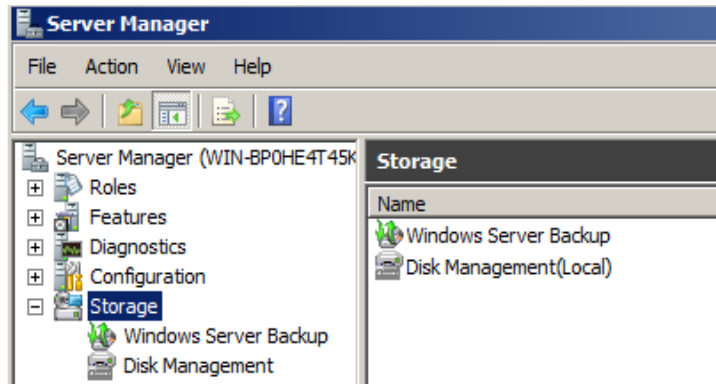 Server Manager
File Action View Help
Server Manager (WIN-BP0HE4T45K
Roles
Features
Diagnostics
Configuration
Storage
Windows Server Backup
Disk Management
Storage
Name
Windows Server Backup
Disk Management(Local)